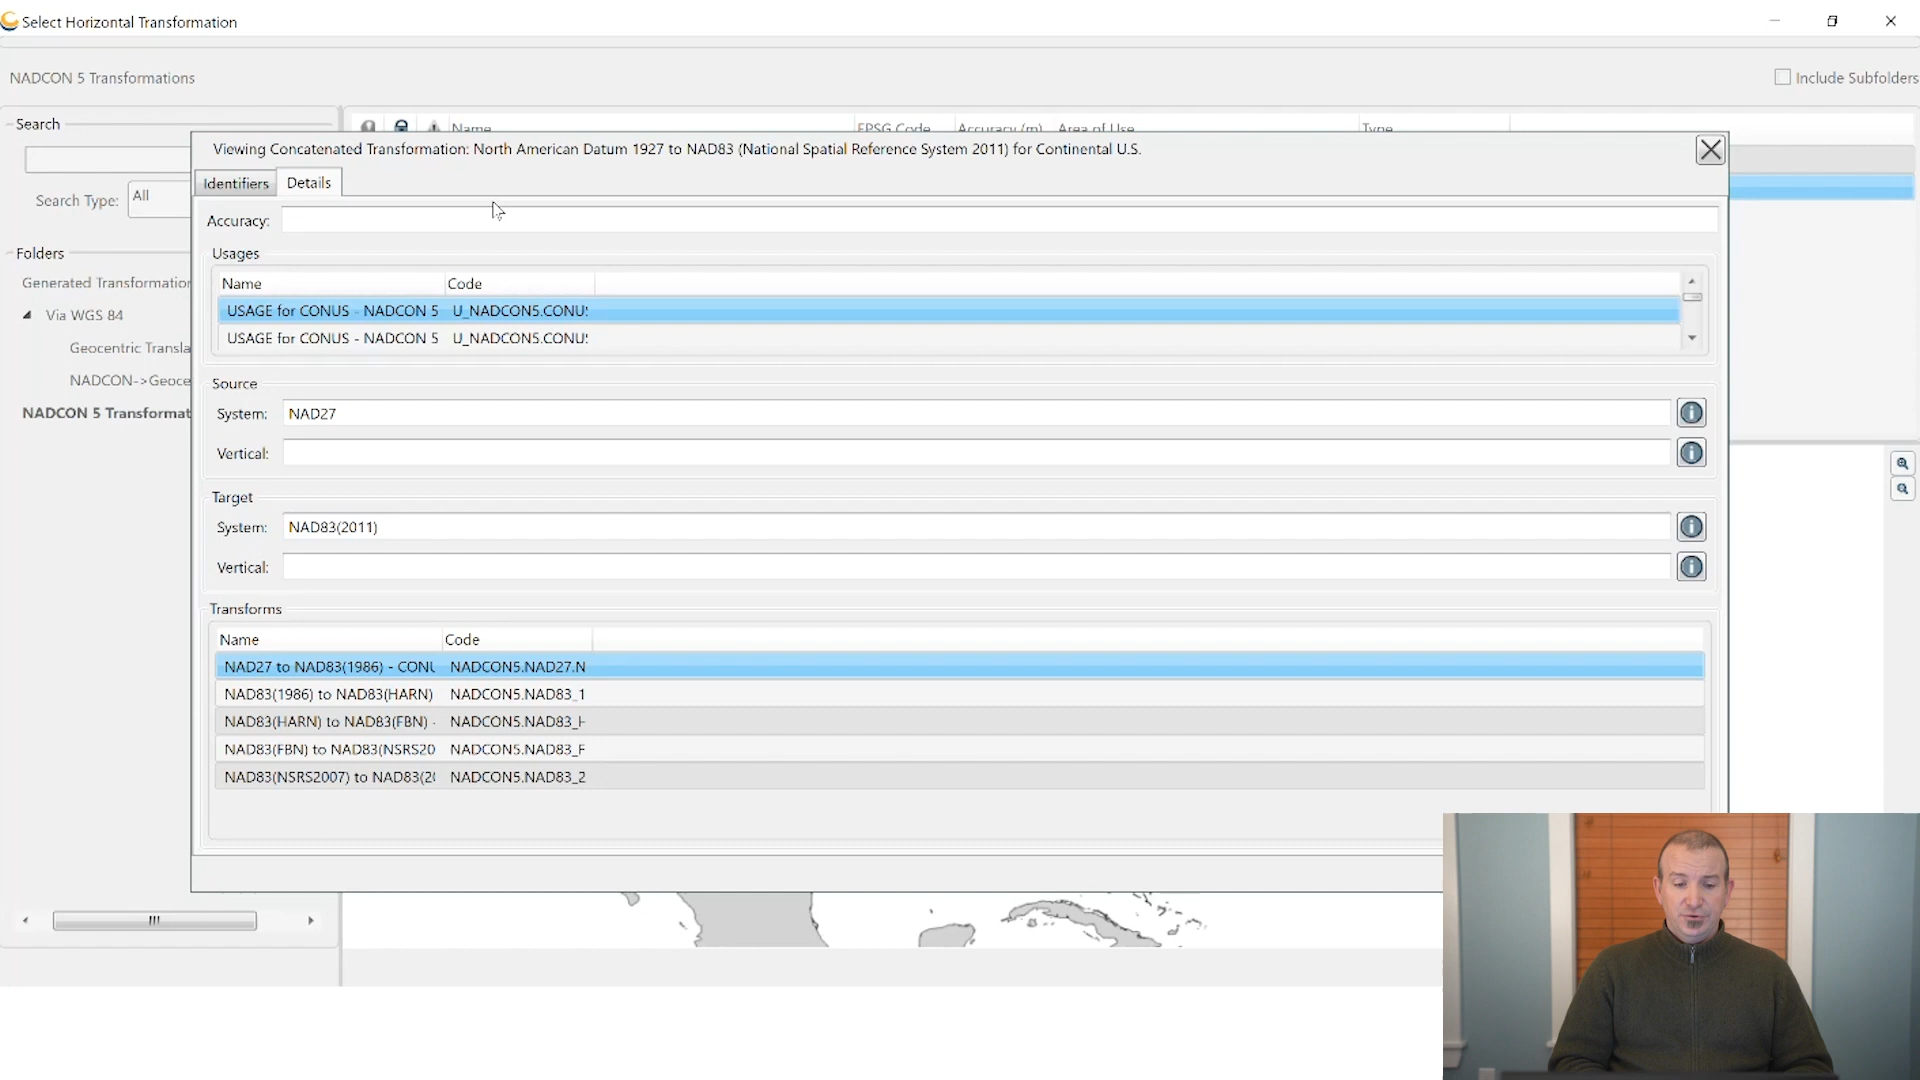 Select Horizontal Transformation
NADCON 5 Transformations
Include Subfolders
Search
Name
EPSG Code
Accuracy (m)
Area of Use
Type
Viewing Concatenated Transformation: North American Datum 1927 to NAD83 (National Spatial Reference System 2011) for Continental U.S.
Identifiers
Details
Search Type:
All
Accuracy:
Folders
Usages
Generated Transformation
Name
Code
Via WGS 84
USAGE for CONUS - NADCON 5
U_NADCON5.CONUS
USAGE for CONUS - NADCON 5
U_NADCON5.CONUS
Geocentric Transla
NADCON->Geoce
Source
NADCON 5 Transformat
System:
NAD27
Vertical:
Target
System:
NAD83(2011)
Vertical:
Transforms
Name
Code
NAD27 to NAD83(1986) - CONU
NADCON5.NAD27.N
NAD83(1986) to NAD83(HARN)
NADCON5.NAD83_1
NAD83(HARN) to NAD83(FBN) -
NADCON5.NAD83_H
NAD83(FBN) to NAD83(NSRS20
NADCON5.NAD83_F
NAD83(NSRS2007) to NAD83(20
NADCON5.NAD83_2